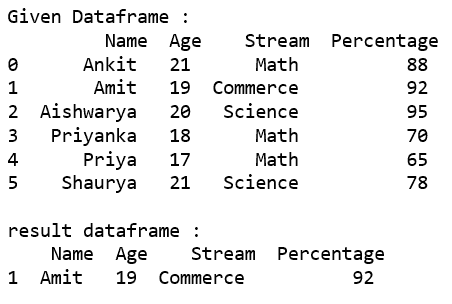 Given Dataframe :
        Name  Age    Stream  Percentage
0      Ankit   21      Math          88
1       Amit   19  Commerce          92
2  Aishwarya   20   Science          95
3   Priyanka   18      Math          70
4      Priya   17      Math          65
5    Shaurya   21   Science          78
result dataframe :
   Name  Age    Stream  Percentage
1  Amit   19  Commerce          92